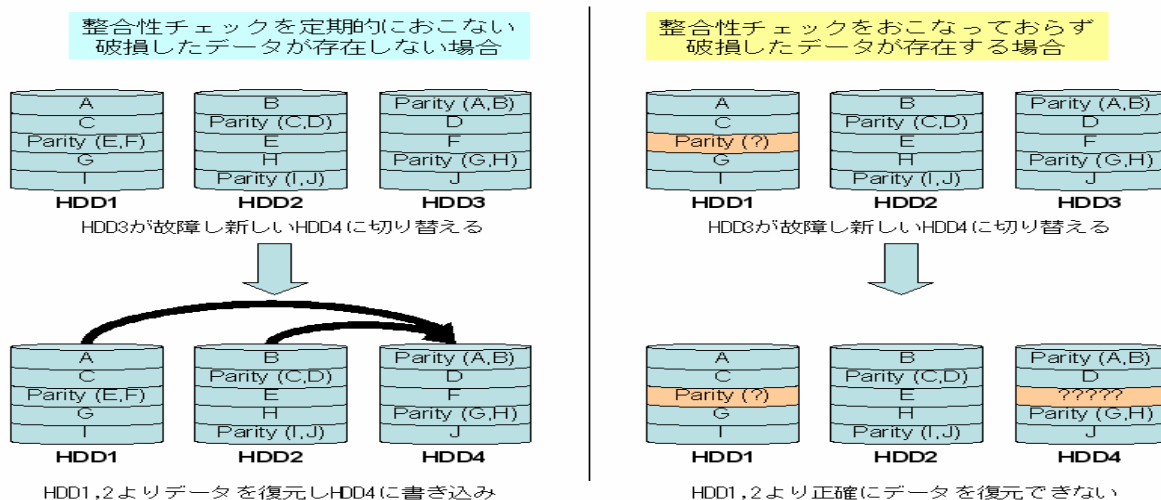 整合性チェックを定期的におこない
破損したデータが存在しない場合
A
C
Parity (E,F)
G
I
HDD1
B
Parity (C,D)
E
H
Parity (I,J)
HDD2
Parity (A,B)
D
F
Parity (G,H)
J
HDD3
HDD3が故障し新しいHDD4に切り替える
A
C
Parity (E,F)
G
I
HDD1
B
Parity (C,D)
E
H
Parity (I,J)
HDD2
Parity (A,B)
D
F
Parity (G,H)
J
HDD4
HDD1,2よりデータを復元しHDD4に書き込み
整合性チェックをおこなっておらず
破損したデータが存在する場合
A
C
Parity (?)
G
I
HDD1
B
Parity (C,D)
E
H
Parity (I,J)
HDD2
Parity (A,B)
D
F
Parity (G,H)
J
HDD3
HDD3が故障し新しいHDD4に切り替える
A
C
Parity (?)
G
I
HDD1
B
Parity (C,D)
E
H
Parity (I,J)
HDD2
Parity (A,B)
D
?????
Parity (G,H)
J
HDD4
HDD1,2より正確にデータを復元できない